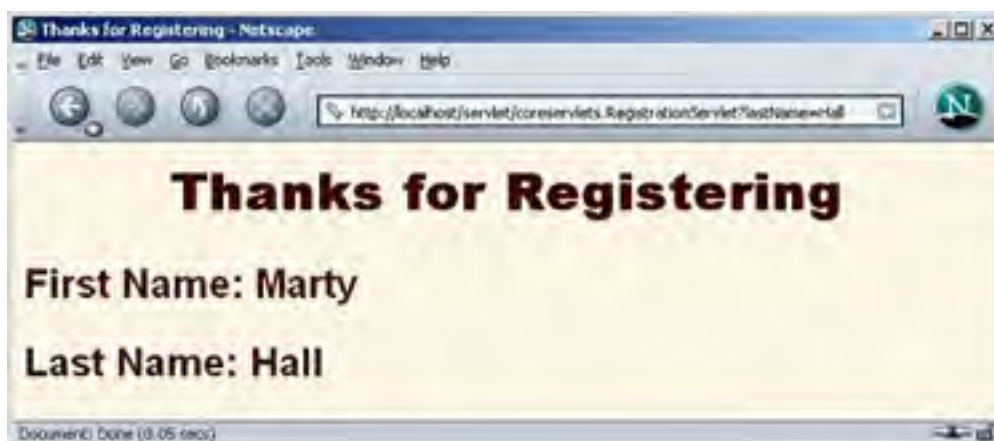 Thanks for Registering - Netscape
File Edit View Go Bookmarks Tools Window Help
http://localhost/servlet/coreservlets.RegistrationServlet?lastName=Hall
N
Thanks for Registering
First Name: Marty
Last Name: Hall
Document: Done (0.05 secs)